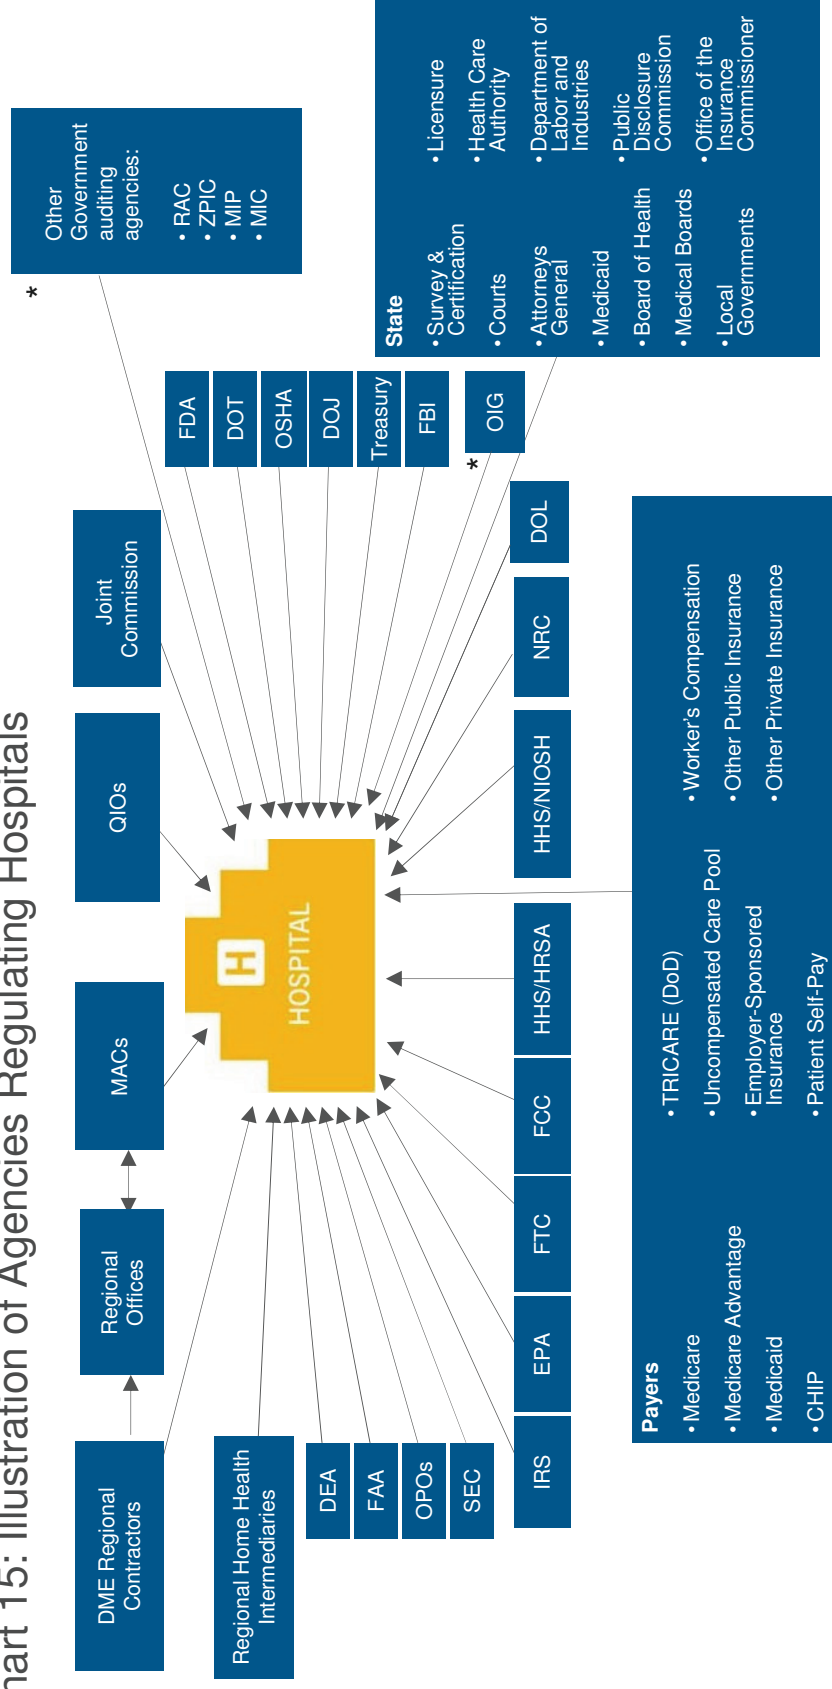 hart 15: Illustration of Agencies Regulating Hospitals
DME Regional
Contractors
Regional
Offices
MACs
QIOs
Joint
Commission
*
Other
Government
auditing
agencies:
• RAC
• ZPIC
• MIP
• MIC
Regional Home Health
Intermediaries
DEA
FAA
OPOs
SEC
IRS
EPA
FTC
FCC
HHS/HRSA
HHS/NIOSH
NRC
DOL
H
HOSPITAL
FDA
DOT
OSHA
DOJ
Treasury
FBI
*
OIG
State
• Survey &
Certification
• Courts
• Attorneys
General
• Medicaid
• Board of Health
• Medical Boards
• Local
Governments
• Licensure
• Health Care
Authority
• Department of
Labor and
Industries
• Public
Disclosure
Commission
• Office of the
Insurance
Commissioner
Payers
• Medicare
• Medicare Advantage
• Medicaid
• CHIP
• TRICARE (DoD)
• Uncompensated Care Pool
• Employer-Sponsored
Insurance
• Patient Self-Pay
• Worker's Compensation
• Other Public Insurance
• Other Private Insurance